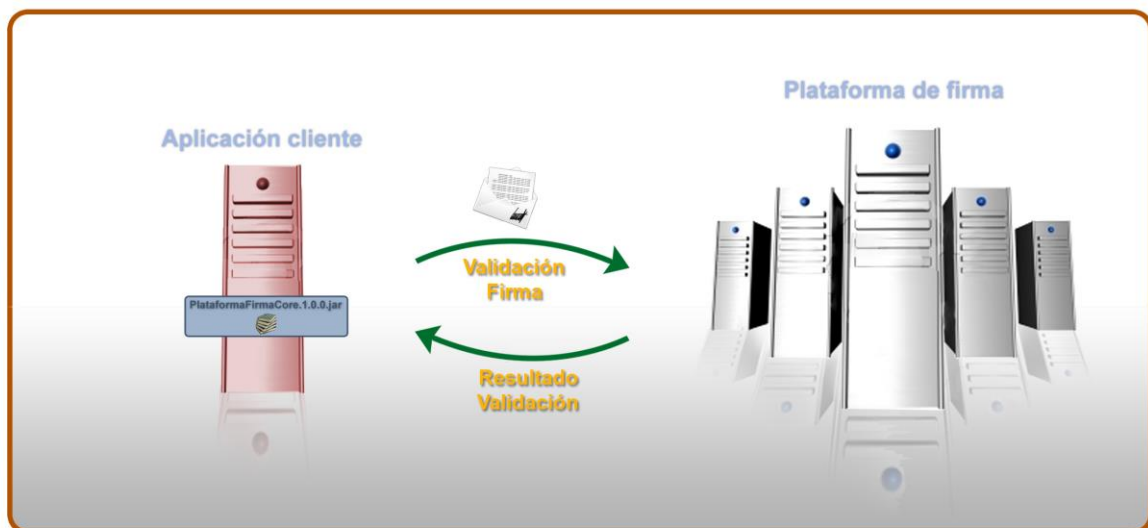 Plataforma de firma
Aplicación cliente
Validación
Firma
PlataformaFirmaCore.1.0.0.jar
Resultado
Validación